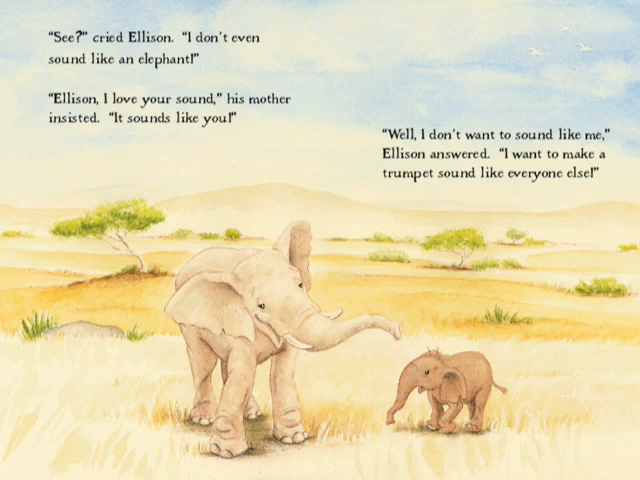 “See?” cried Ellison.  “I don’t even
sound like an elephant!”
“Ellison, I love your sound,” his mother
insisted.  “It sounds like you!”
“Well, I don’t want to sound like me,”
Ellison answered.  “I want to make a
trumpet sound like everyone else!”